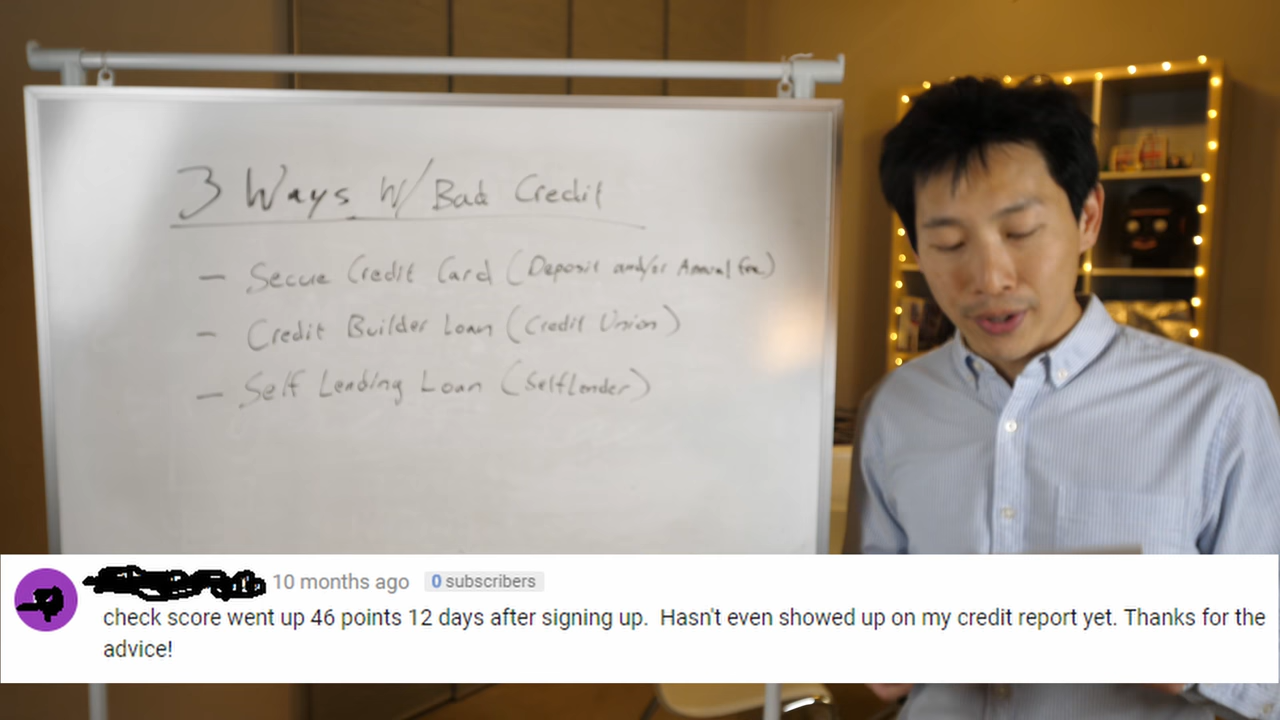 3 Ways W/ Bad Credit
— Secure Credit Card (Deposit and/or Annual fee)
— Credit Builder Loan (Credit Union)
— Self Lending Loan (SelfLender)
10 months ago 0 subscribers
check score went up 46 points 12 days after signing up. Hasn't even showed up on my credit report yet. Thanks for the
advice!